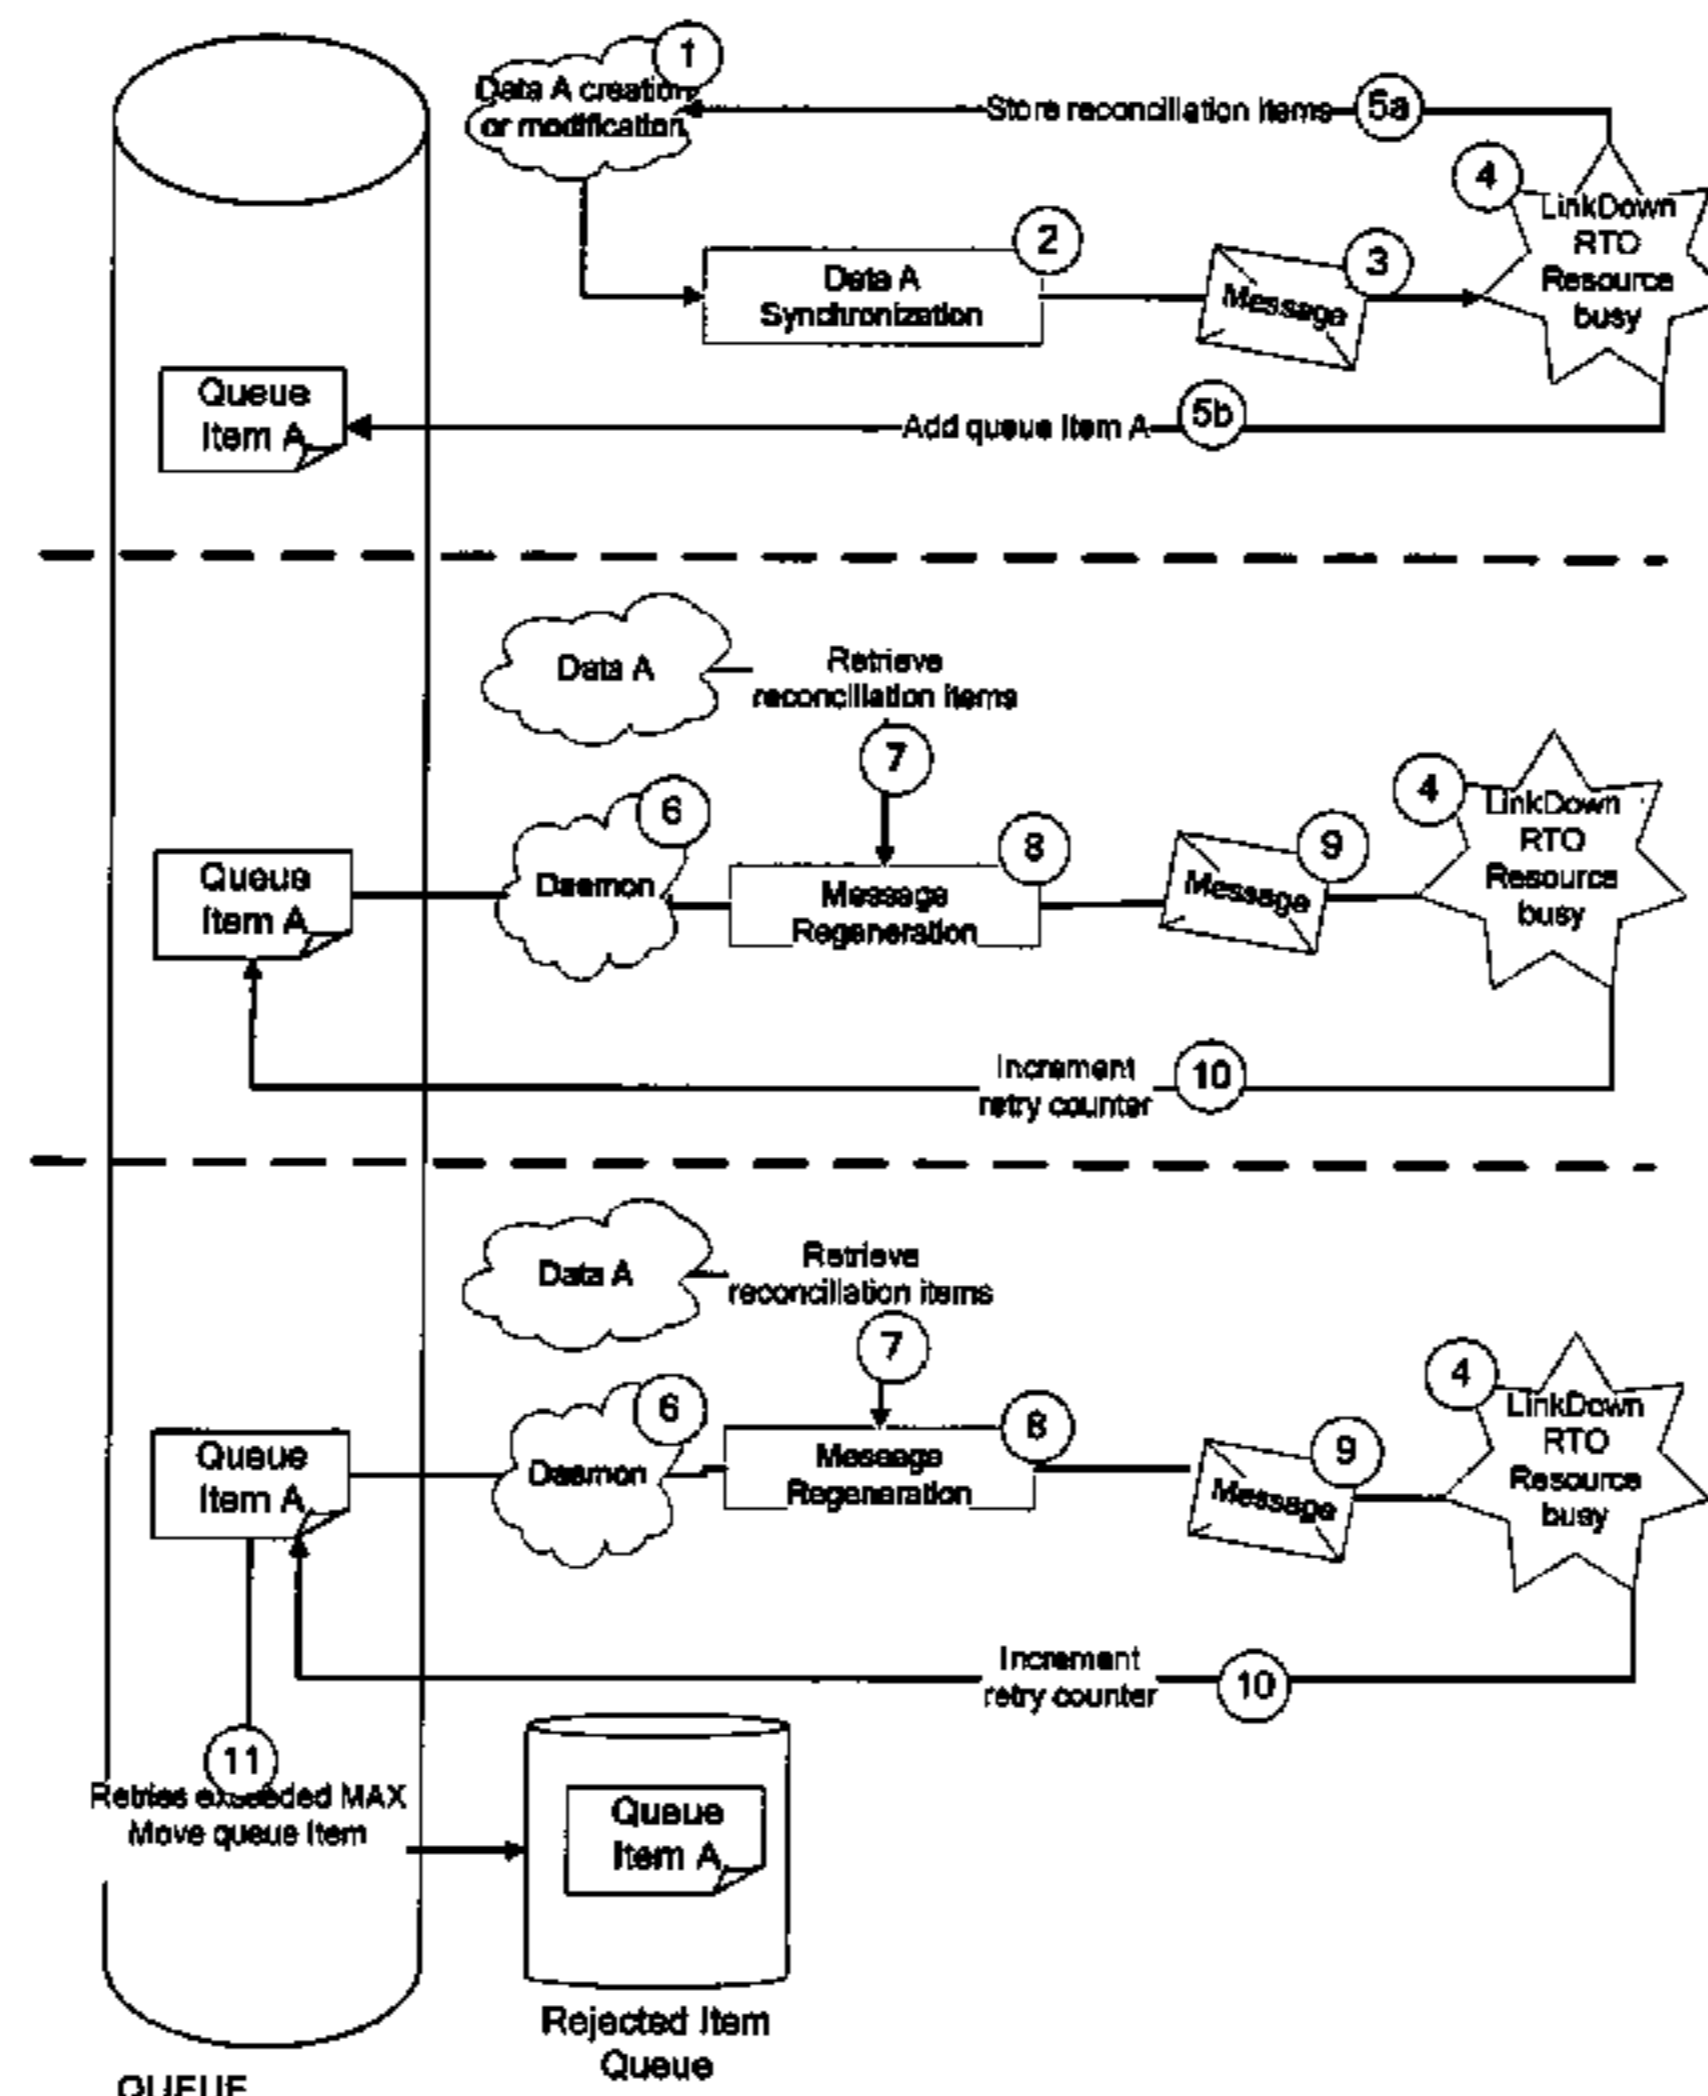 1
Data A creation
or modification
Store reconciliation items
5a
4
LinkDown
RTO
Resource
busy
2
Data A
Synchronization
3
Message
Queue
Item A
Add queue item A
5b
Data A
Retrieve
reconciliation items
7
6
Daemon
8
Message
Regeneration
9
Message
4
LinkDown
RTO
Resource
busy
Queue
Item A
Increment
retry counter
10
Data A
Retrieve
reconciliation items
7
6
Daemon
8
Message
Regeneration
9
Message
4
LinkDown
RTO
Resource
busy
Queue
Item A
Increment
retry counter
10
11
Retries exceeded MAX
Move queue item
Queue
Item A
Rejected Item
Queue
QUEUE